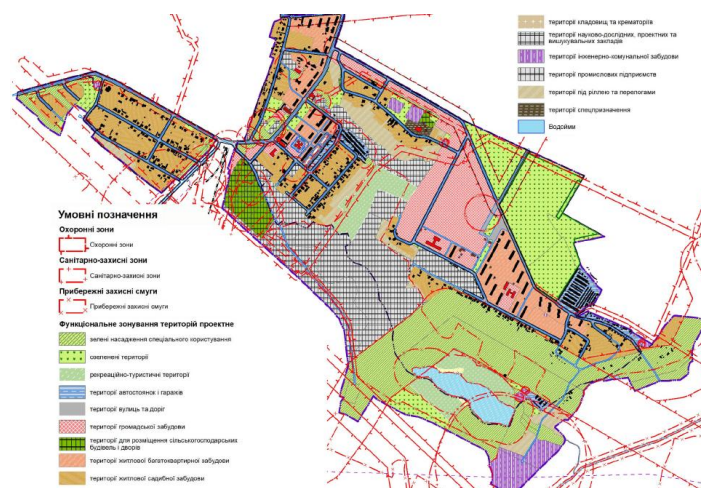 території кладовищ та крематоріїв
території науково-дослідних, проектних та
вишукувальних закладів
території інженерно-комунальної забудови
території промислових підприємств
території під ріллею та перелогами
території спецпризначення
Водойми
Умовні позначення
Охоронні зони
Охоронні зони
Санітарно-захисні зони
Санітарно-захисні зони
Прибережні захисні смуги
Прибережні захисні смуги
Функціональне зонування територій проектне
зелені насадження спеціального користування
озеленені території
рекреаційно-туристичні території
території автостоянок і гаражів
території вулиць та доріг
території громадської забудови
території для розміщення сільськогосподарських
будівель і дворів
території житлової багатоквартирної забудови
території житлової садибної забудови